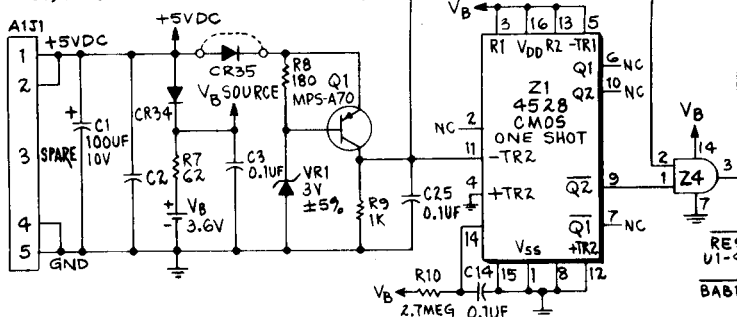 A1J1
+5VDC
+5VDC
1
2
3
4
5
SPARE
GND
+
C1
100UF
10V
C2
CR34
CR35
VB SOURCE
R7
62
+
VB
-
3.6V
C3
0.1UF
R8
180
Q1
MPS-A70
VR1
3V
±5%
R9
1K
C25
0.1UF
VB
3
16
13
5
R1
VDD
R2
-TR1
Z1
4528
CMOS
ONE SHOT
Q1
6
NC
Q2
10
NC
NC
2
11
-TR2
4
+TR2
14
Q2
9
Q1
7
NC
VSS
+TR2
15
1
8
12
VB
R10
2.7MEG
C14
0.1UF
VB
14
2
1
Z4
3
7
RES
BAB